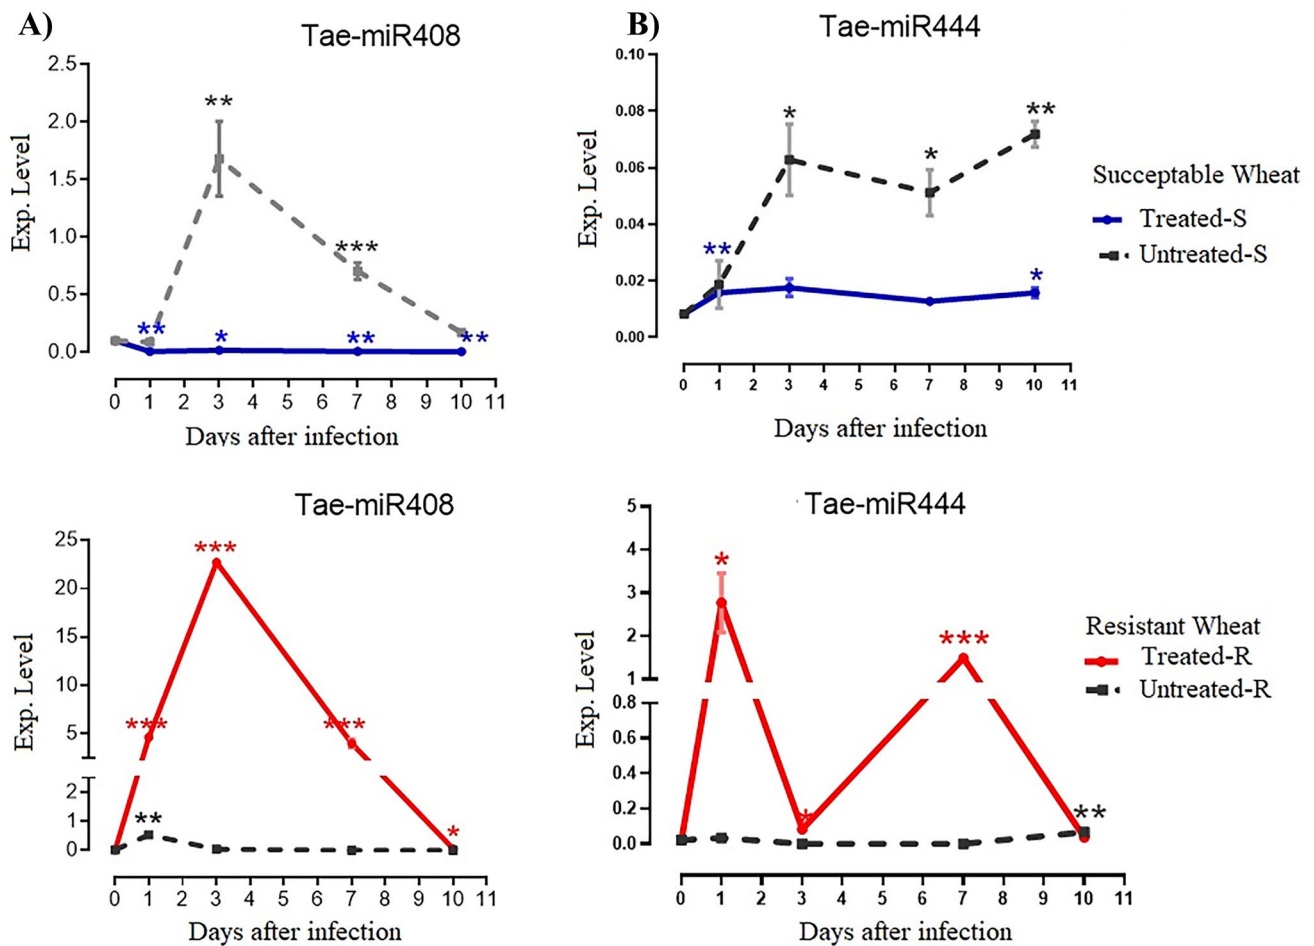 A)
Tae-miR408
2.5
2.0
1.5
1.0
0.5
0.0
Exp. Level
**
***
** * ** **
0 1 2 3 4 5 6 7 8 9 10 11
Days after infection
B)
Tae-miR444
0.10
0.08
0.06
0.04
0.02
0.00
Exp. Level
*
*
**
**
*
0 1 2 3 4 5 6 7 8 9 10 11
Days after infection
Succeptable Wheat
Treated-S
Untreated-S
Tae-miR408
25
20
15
10
5
2
1
0
Exp. Level
***
*** ***
**
*
0 1 2 3 4 5 6 7 8 9 10 11
Days after infection
Tae-miR444
5
4
3
2
1
0.8
0.6
0.4
0.2
0.0
Exp. Level
*
***
*
**
0 1 2 3 4 5 6 7 8 9 10 11
Days after infection
Resistant Wheat
Treated-R
Untreated-R